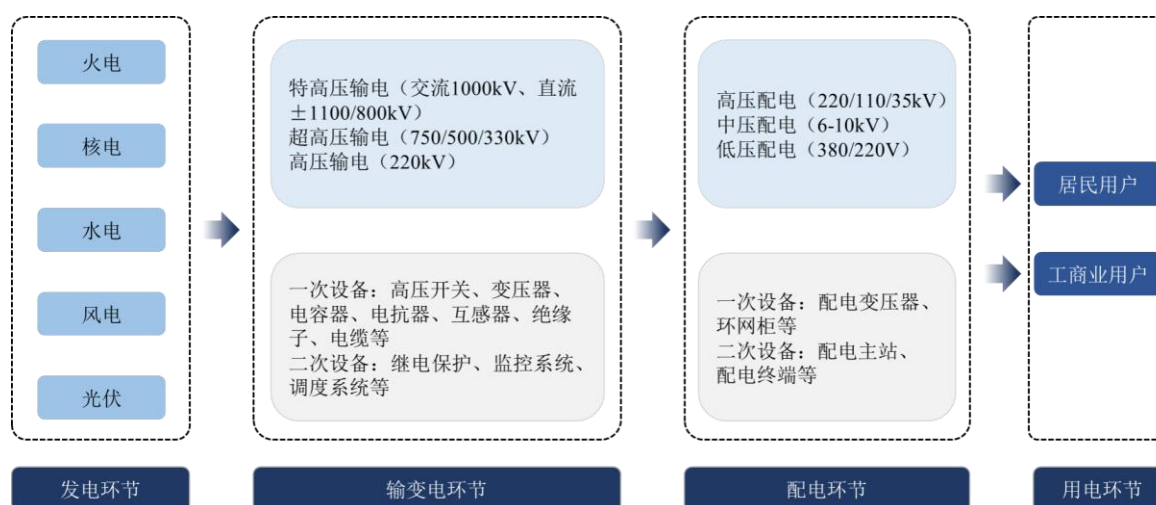 火电
核电
水电
风电
光伏
发电环节
特高压输电（交流1000kV、直流
±1100/800kV）
超高压输电（750/500/330kV）
高压输电（220kV）
一次设备：高压开关、变压器、
电容器、电抗器、互感器、绝缘
子、电缆等
二次设备：继电保护、监控系统、
调度系统等
输变电环节
高压配电（220/110/35kV）
中压配电（6-10kV）
低压配电（380/220V）
一次设备：配电变压器、
环网柜等
二次设备：配电主站、
配电终端等
配电环节
居民用户
工商业用户
用电环节